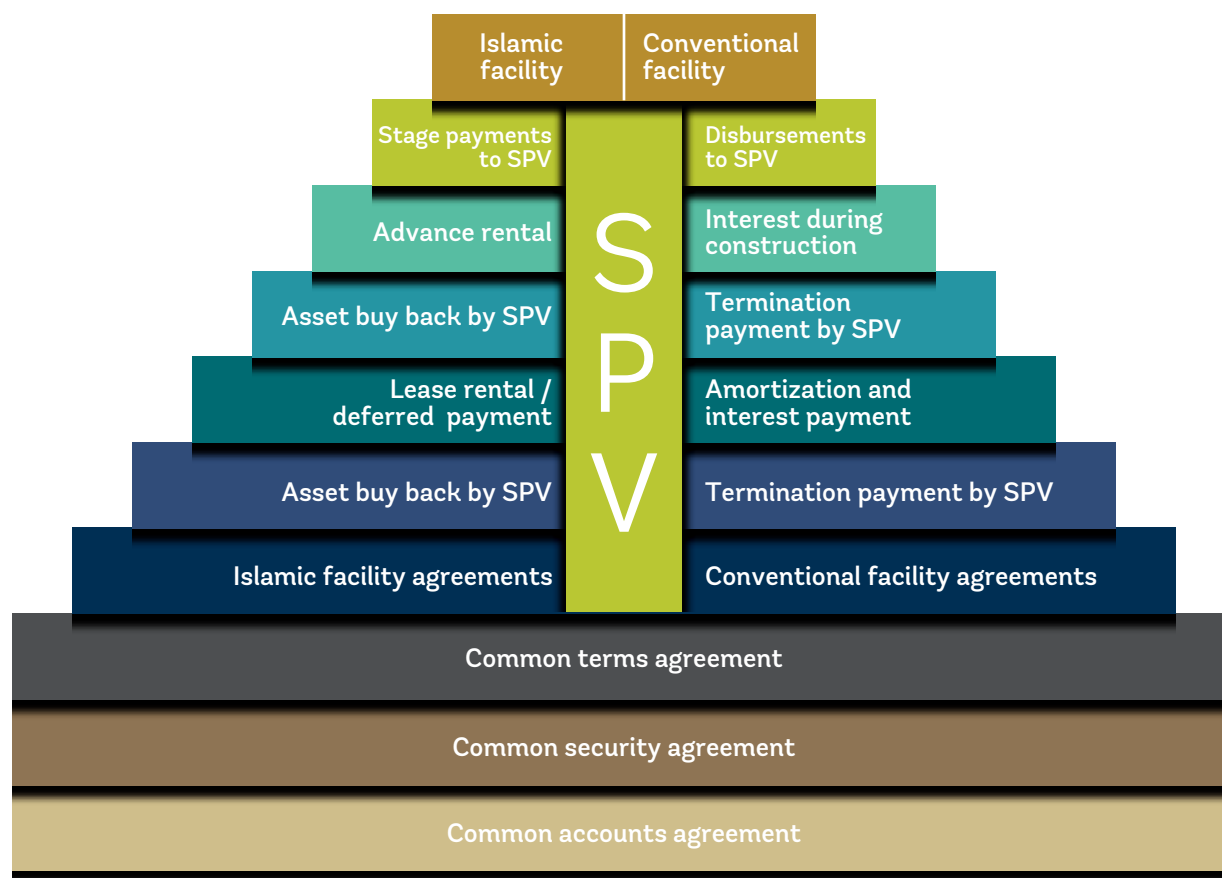 Islamic
facility
Conventional
facility
Stage payments
to SPV
Disbursements
to SPV
Advance rental
Interest during
construction
Asset buy back by SPV
Termination
payment by SPV
Lease rental /
deferred payment
Amortization and
interest payment
Asset buy back by SPV
Termination payment by SPV
Islamic facility agreements
Conventional facility agreements
S
P
V
Common terms agreement
Common security agreement
Common accounts agreement